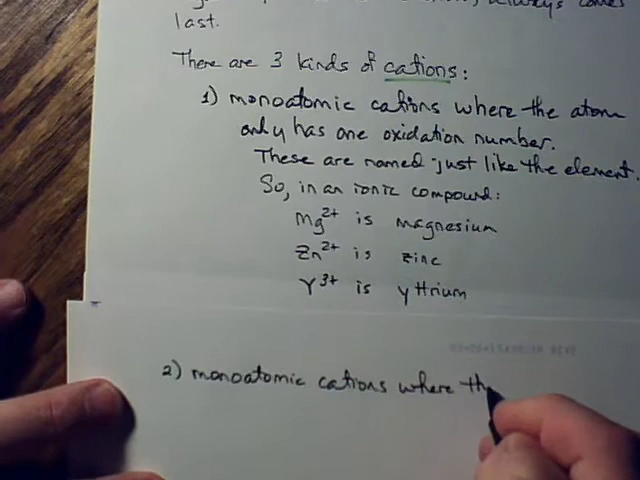 always comes
last.
There are 3 kinds of cations:
1) monoatomic cations where the atom
only has one oxidation number.
These are named just like the element.
So, in an ionic compound:
Mg²⁺ is magnesium
Zn²⁺ is zinc
Y³⁺ is yttrium
2) monoatomic cations where th